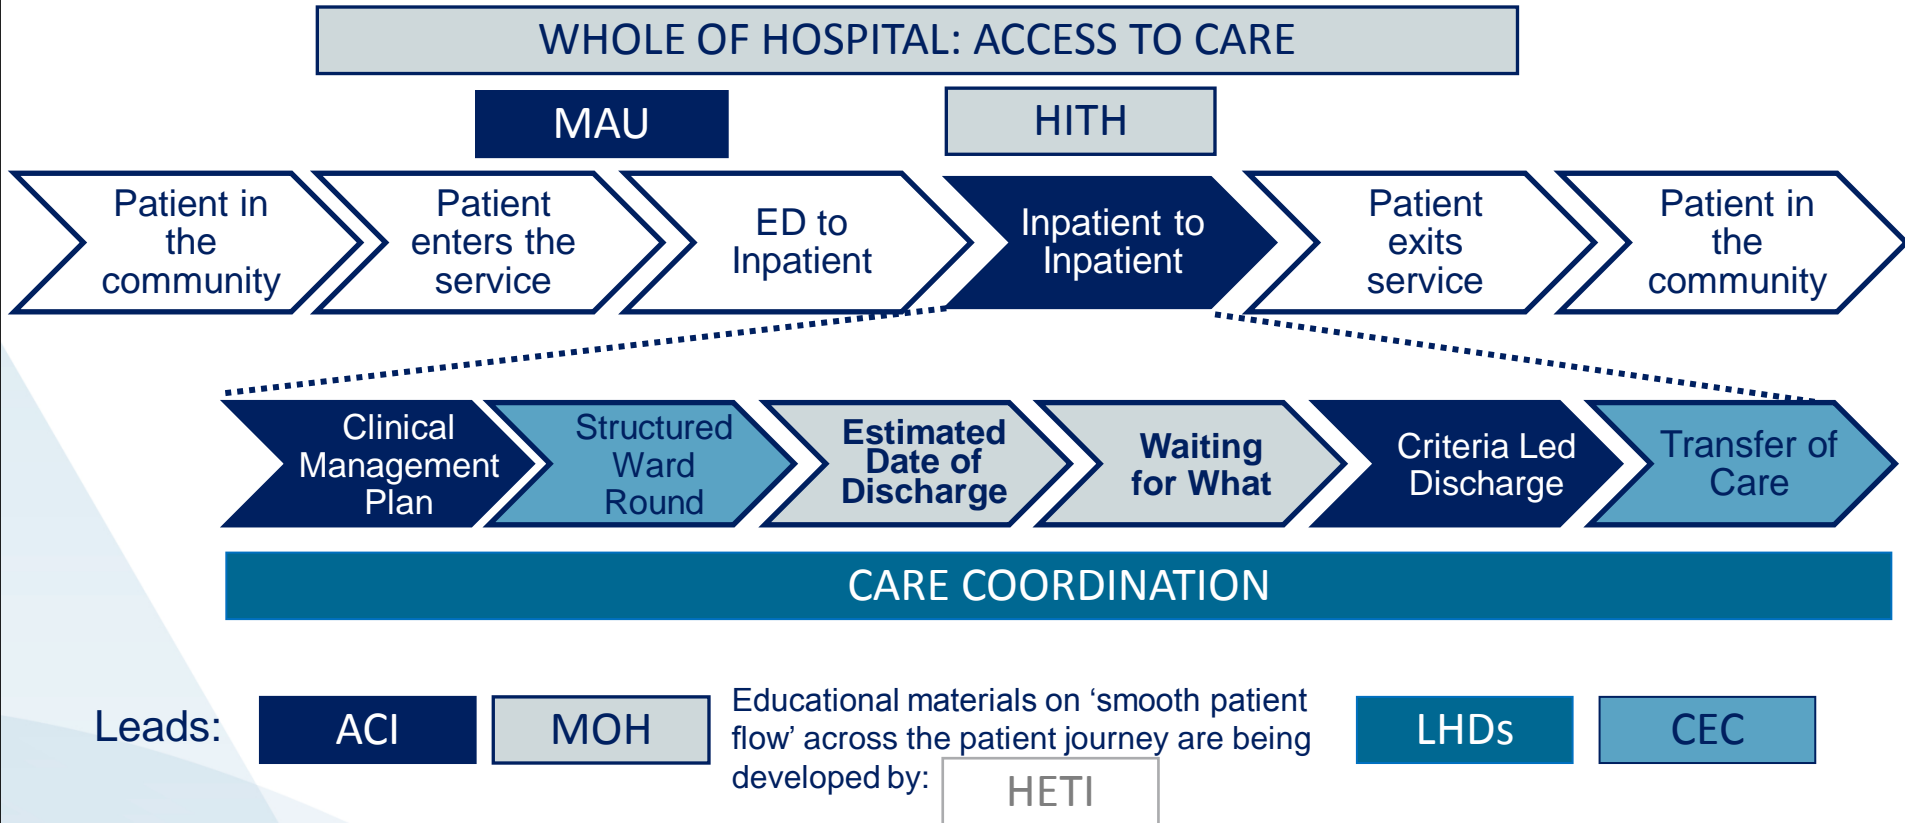 WHOLE OF HOSPITAL: ACCESS TO CARE
MAU
HITH
Patient in
the
community
Patient
enters the
service
ED to
Inpatient
Inpatient to
Inpatient
Patient
exits
service
Patient in
the
community
Clinical
Management
Plan
Structured
Ward
Round
Estimated
Date of
Discharge
Waiting
for What
Criteria Led
Discharge
Transfer of
Care
CARE COORDINATION
Leads:
ACI
MOH
Educational materials on ‘smooth patient
flow’ across the patient journey are being
developed by:
HETI
LHDs
CEC